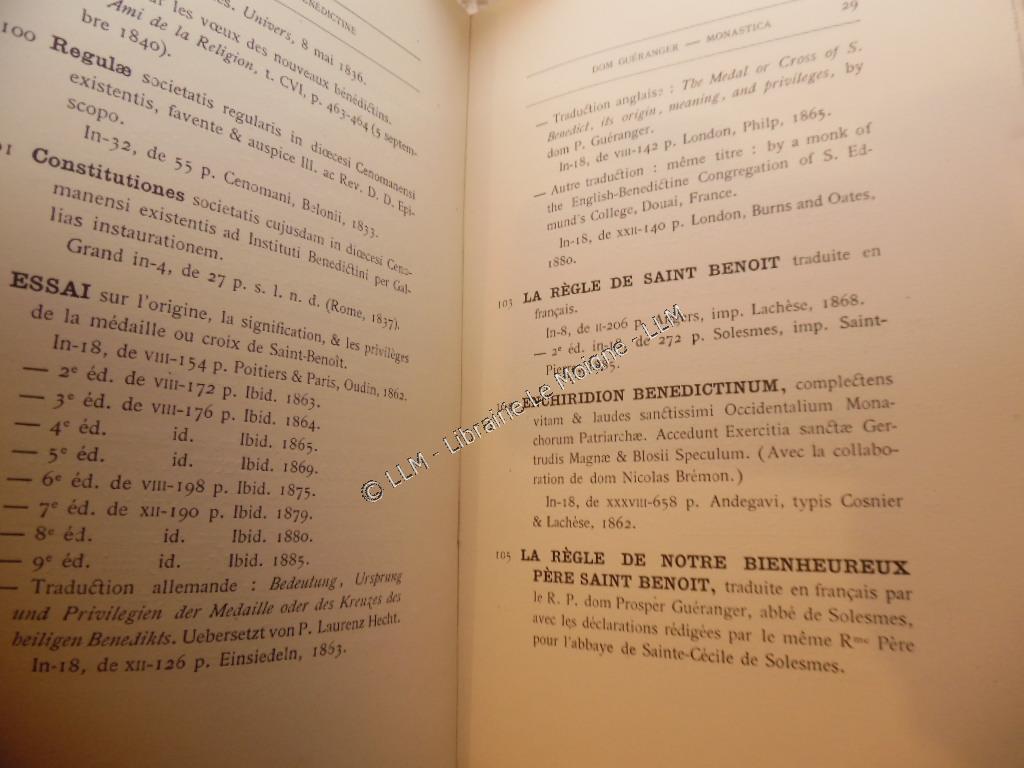 BÉNÉDICTINE
les vœux des nouveaux bénédictins.
Univers, 8 mai 1836.
Ami de la Religion, t. CVI, p. 463-464 (5 septem-
bre 1840).
100 Regulæ societatis regularis in diœcesi Cenomanensi
existentis, favente & auspice III. ac Rev. D. D. Epi-
scopo.
In-32, de 55 p. Cenomani, Belonii, 1833.
Constitutiones societatis cujusdam in diœcesi Ceno-
manensi existentis ad Instituti Benedictini per Gal-
lias instaurationem.
Grand in-4, de 27 p. s. l. n. d. (Rome, 1837).
ESSAI sur l'origine, la signification, & les privilèges
de la médaille ou croix de Saint-Benoît.
In-18, de VIII-154 p. Poitiers & Paris, Oudin, 1862.
— 2e éd. de VIII-172 p. Ibid. 1863.
— 3e éd. de VIII-176 p. Ibid. 1864.
— 4e éd. id. Ibid. 1865.
— 5e éd. id. Ibid. 1869.
— 6e éd. de VIII-198 p. Ibid. 1875.
— 7e éd. de XII-190 p. Ibid. 1879.
— 8e éd. id. Ibid. 1880.
— 9e éd. id. Ibid. 1885.
— Traduction allemande : Bedeutung, Ursprung
und Privilegien der Medaille oder des Kreuzes des
heiligen Benedikts. Uebersetzt von P. Laurenz Hecht.
In-18, de XII-126 p. Einsiedeln, 1863.
DOM GUÉRANGER — MONASTICA 29
— Traduction anglaise : The Medal or Cross of S.
Benedict, its origin, meaning, and privileges, by
dom P. Guéranger.
In-18, de VIII-142 p. London, Philp, 1865.
— Autre traduction : même titre : by a monk of
the English-Benedictine Congregation of S. Ed-
mund's College, Douai, France.
In-18, de XXII-140 p. London, Burns and Oates,
1880.
103 LA RÈGLE DE SAINT BENOIT traduite en
français.
In-8, de II-206 p. Angers, imp. Lachèse, 1868.
— 2e éd. in-18, de 272 p. Solesmes, imp. Saint-
Pierre,
ENCHIRIDION BENEDICTINUM, complectens
vitam & laudes sanctissimi Occidentalium Mona-
chorum Patriarchæ. Accedunt Exercitia sanctæ Ger-
trudis Magnæ & Blosii Speculum. (Avec la collabo-
ration de dom Nicolas Brémon.)
In-18, de XXXVIII-658 p. Andegavi, typis Cosnier
& Lachèse, 1862.
105 LA RÈGLE DE NOTRE BIENHEUREUX
PÈRE SAINT BENOIT, traduite en français par
le R. P. dom Prosper Guéranger, abbé de Solesmes,
avec les déclarations rédigées par le même Rme Père
pour l'abbaye de Sainte-Cécile de Solesmes.
© LLM - Librairie Le Moigne - LLM